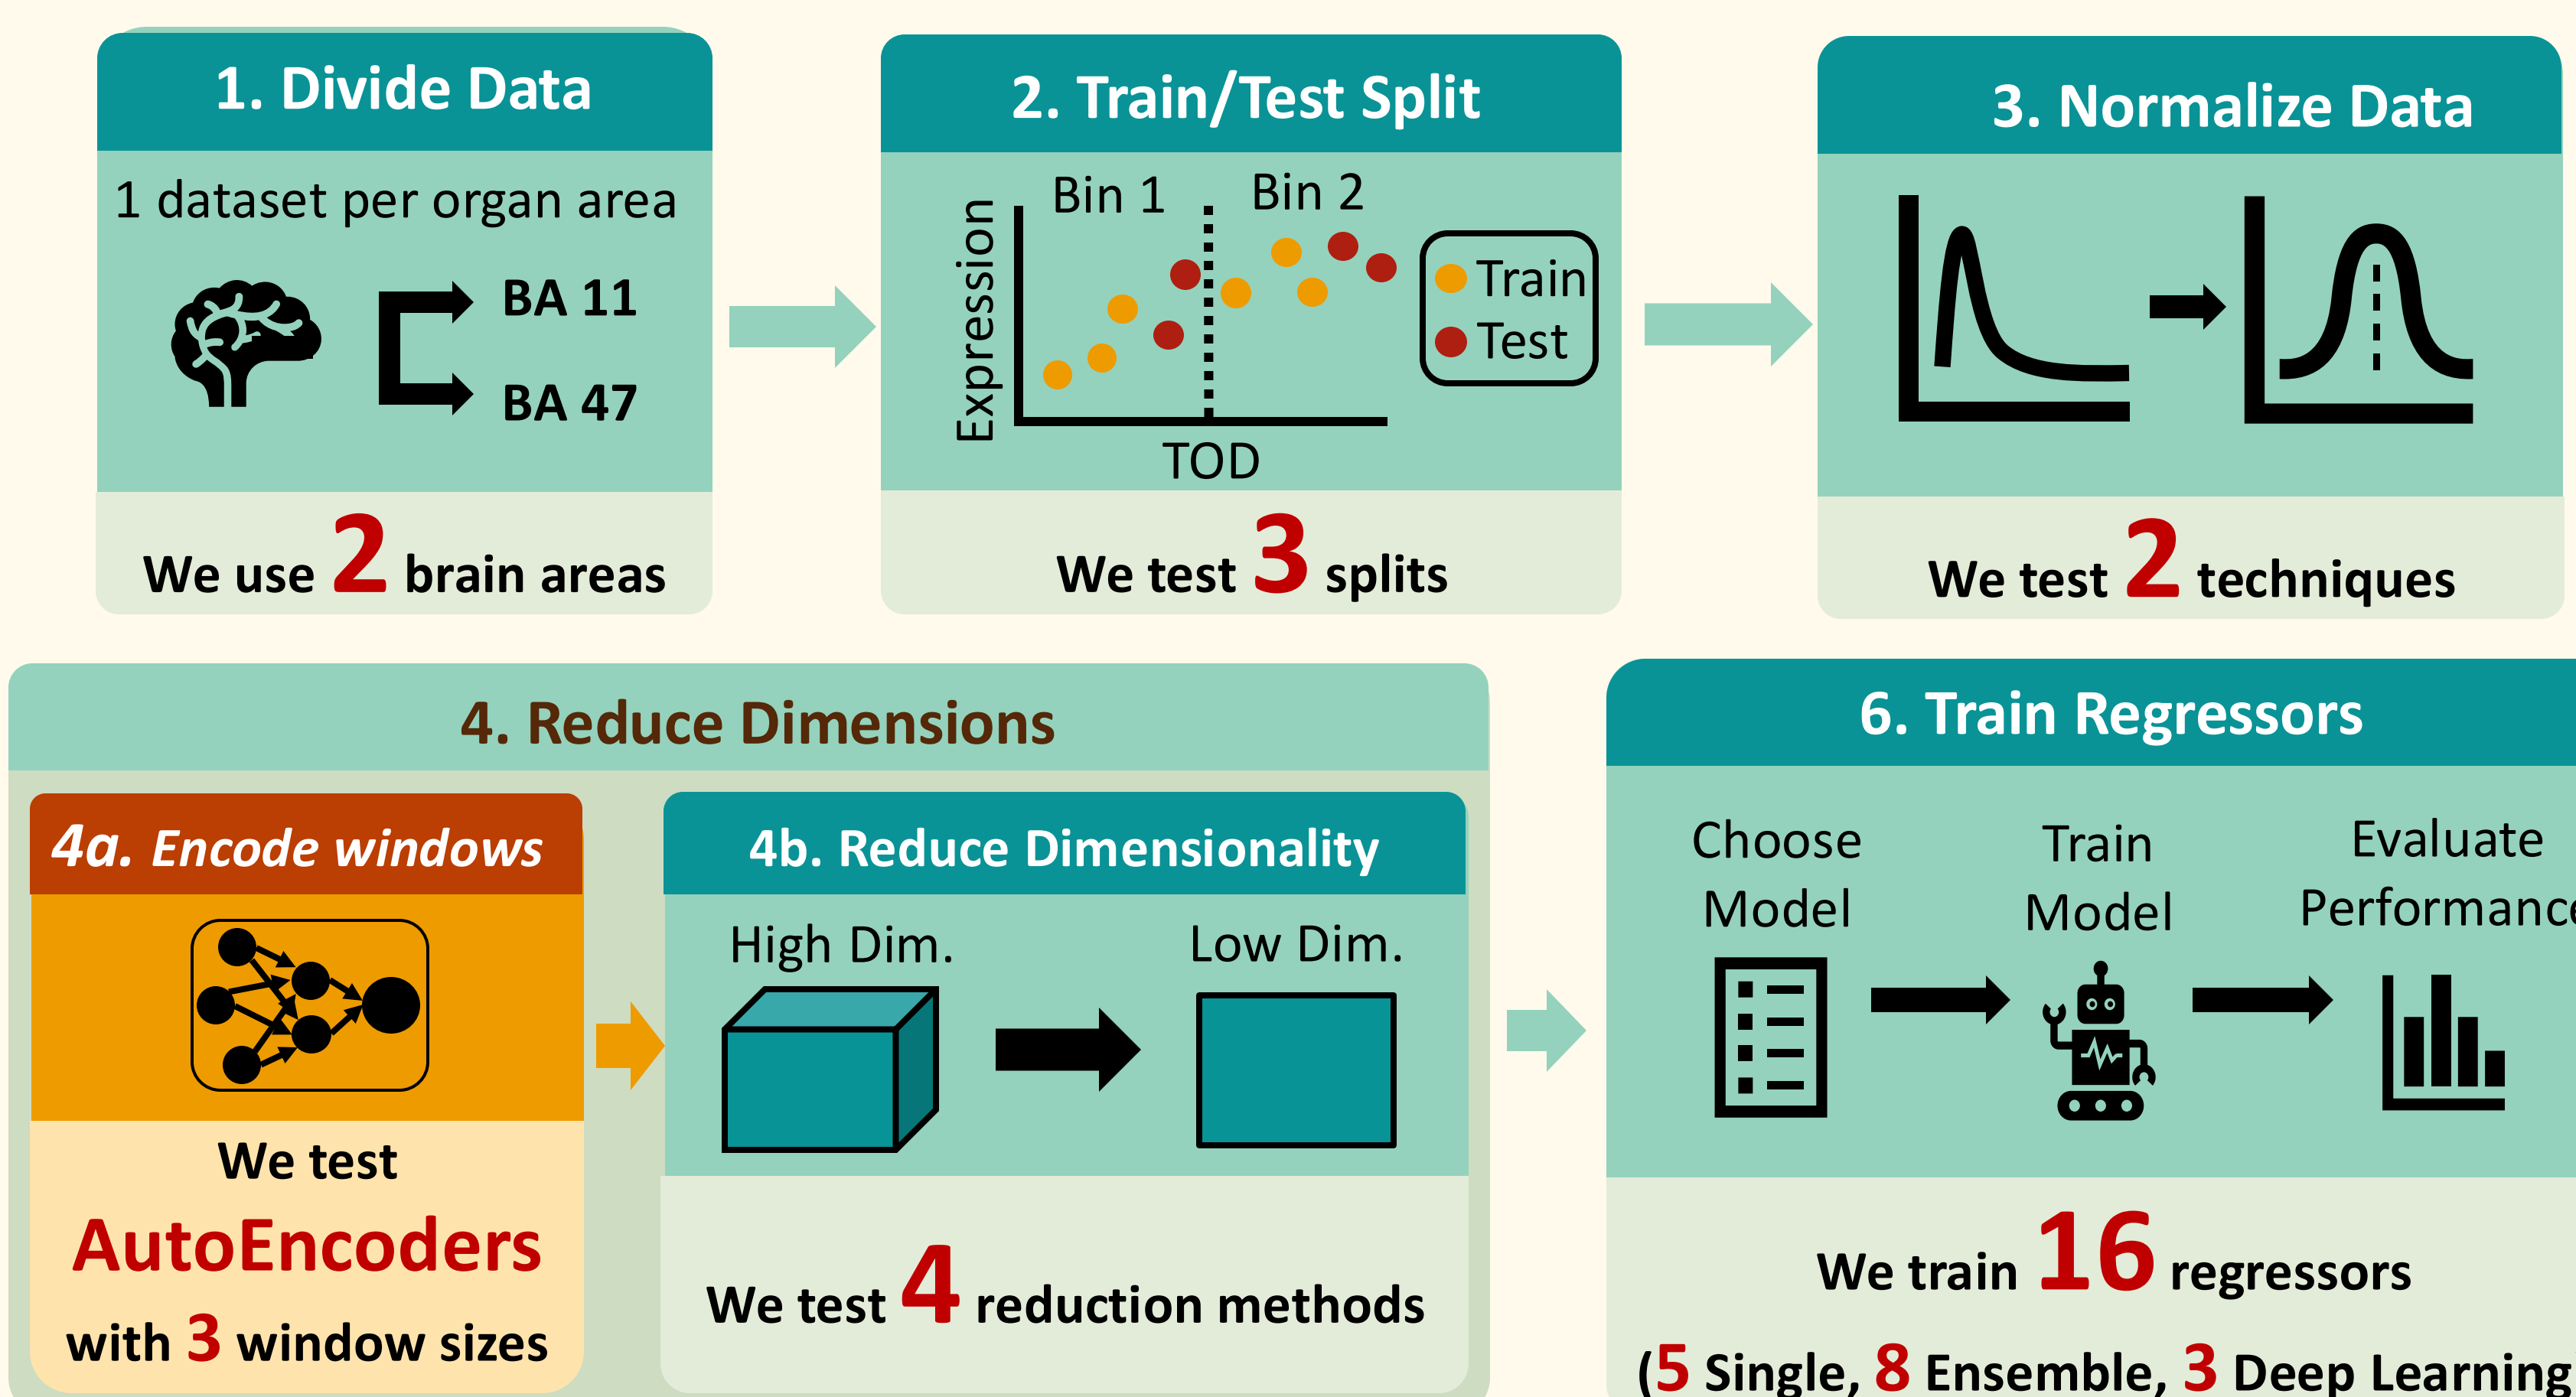 1. Divide Data
1 dataset per organ area
BA 11
BA 47
We use 2 brain areas
2. Train/Test Split
Bin 1
Bin 2
Expression
TOD
Train
Test
We test 3 splits
3. Normalize Data
We test 2 techniques
4. Reduce Dimensions
4a. Encode windows
We test
AutoEncoders
with 3 window sizes
4b. Reduce Dimensionality
High Dim.
Low Dim.
We test 4 reduction methods
6. Train Regressors
Choose
Model
Train
Model
Evaluate
Performance
We train 16 regressors
(5 Single, 8 Ensemble, 3 Deep Learning)